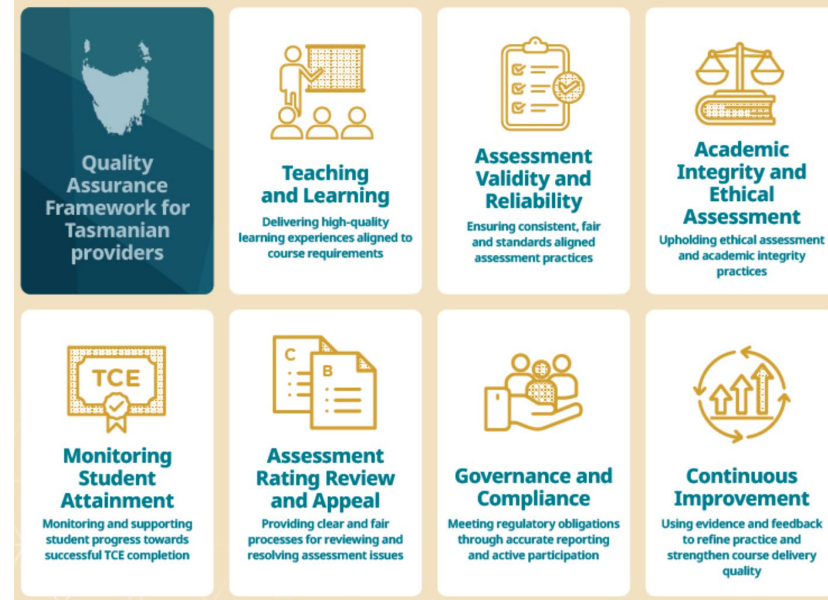 Quality
Assurance
Framework for
Tasmanian
providers
Teaching
and Learning
Delivering high-quality
learning experiences aligned to
course requirements
Assessment
Validity and
Reliability
Ensuring consistent, fair
and standards aligned
assessment practices
Academic
Integrity and
Ethical
Assessment
Upholding ethical assessment
and academic integrity
practices
TCE
Monitoring
Student
Attainment
Monitoring and supporting
student progress towards
successful TCE completion
C
B
Assessment
Rating Review
and Appeal
Providing clear and fair
processes for reviewing and
resolving assessment issues
Governance and
Compliance
Meeting regulatory obligations
through accurate reporting
and active participation
Continuous
Improvement
Using evidence and feedback
to refine practice and
strengthen course delivery
quality